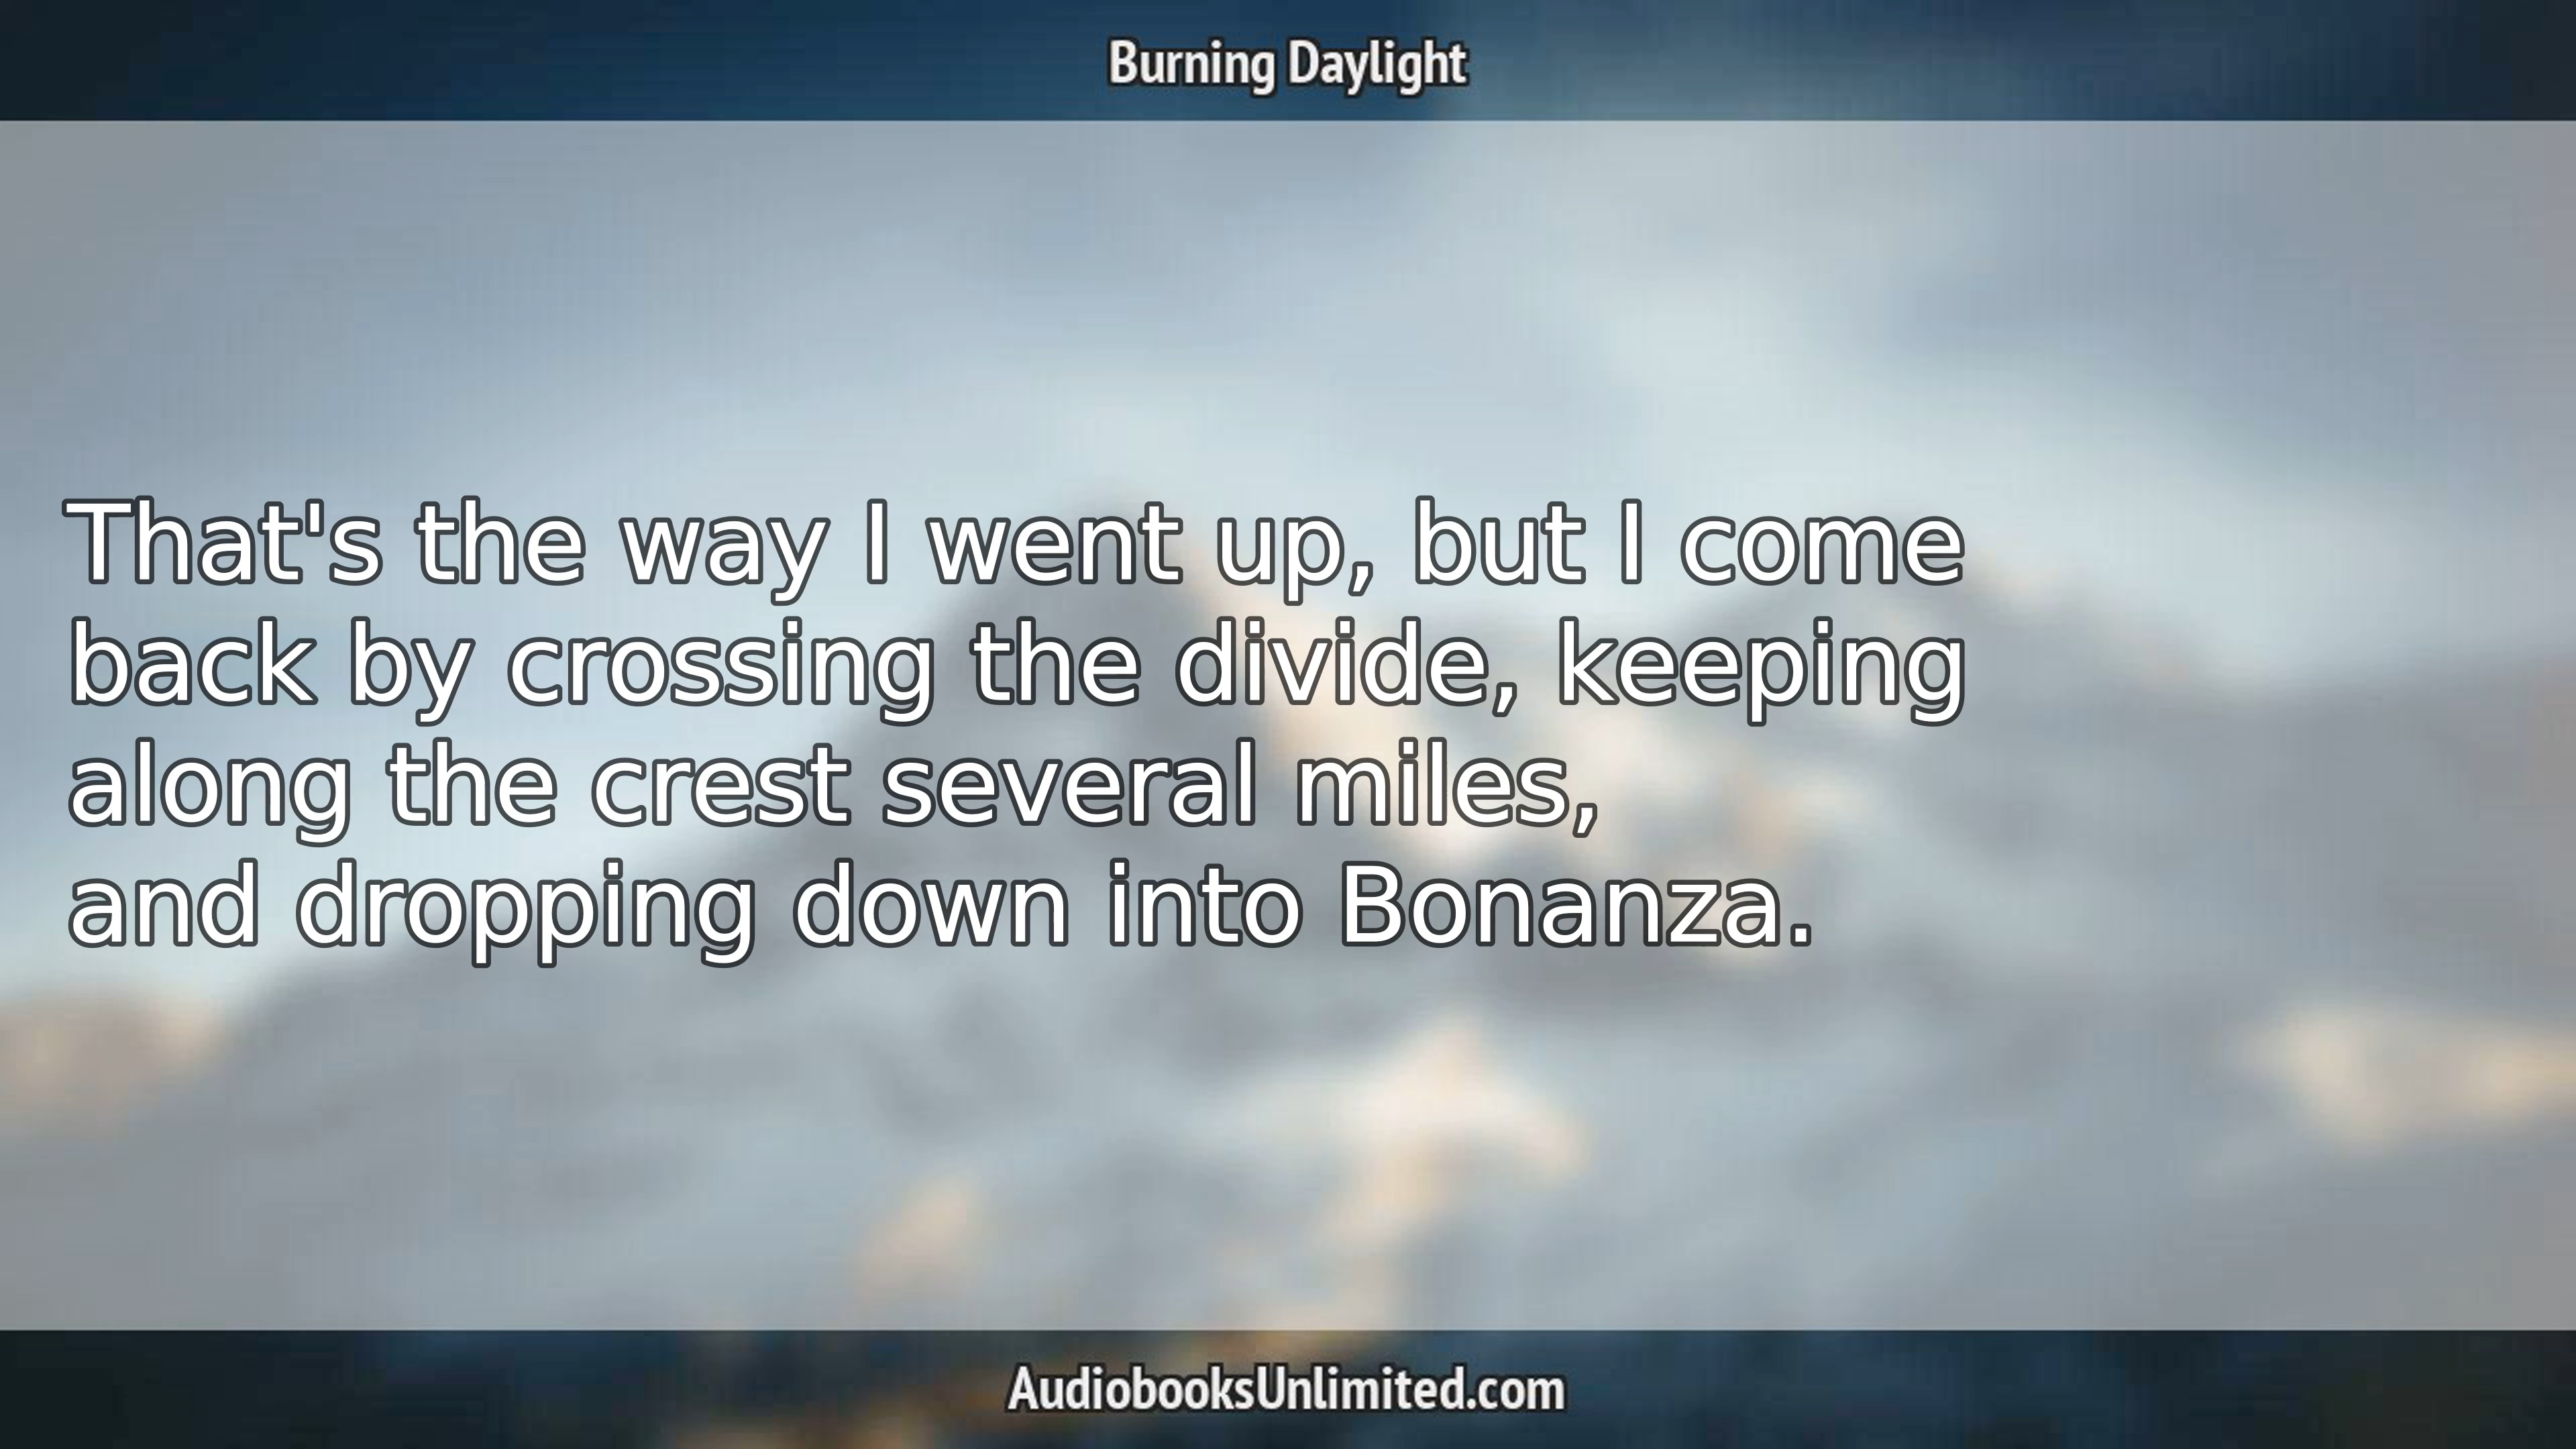 Burning Daylight
That's the way I went up, but I come
back by crossing the divide, keeping
along the crest several miles,
and dropping down into Bonanza.
AudiobooksUnlimited.com